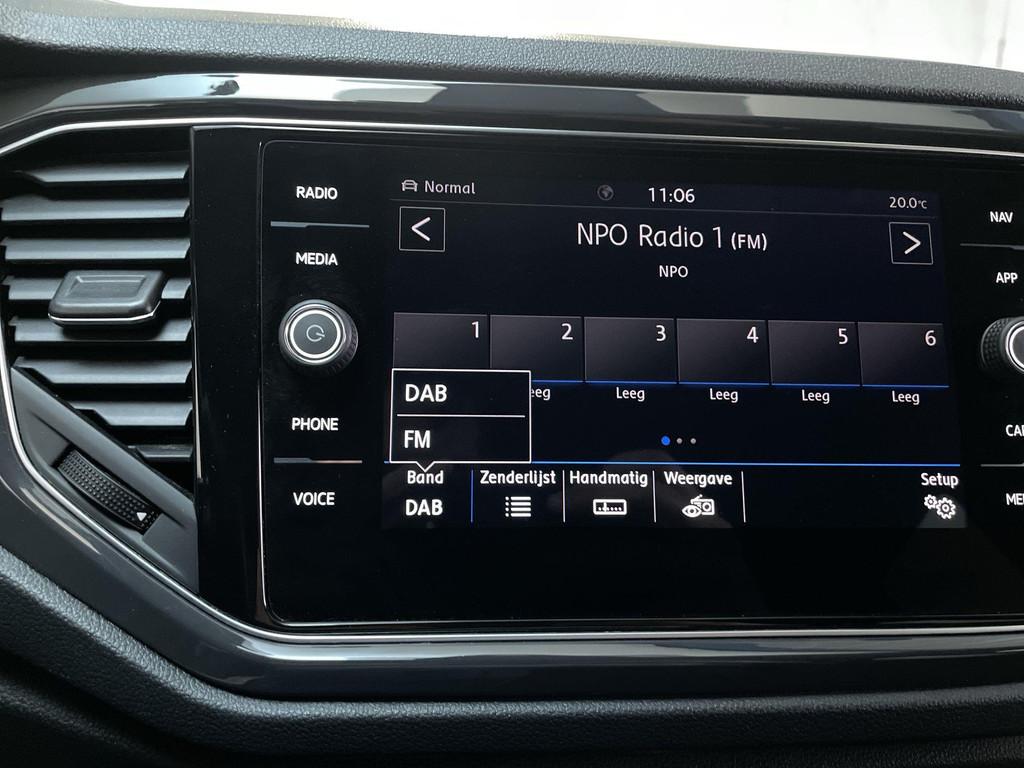 RADIO
MEDIA
PHONE
VOICE
Normal
11:06
20.0°C
<
NPO Radio 1 (FM)
>
NPO
1 2 3 4 5 6
eeg Leeg Leeg Leeg Leeg
DAB
FM
Band Zenderlijst Handmatig Weergave Setup
DAB
NAV
APP